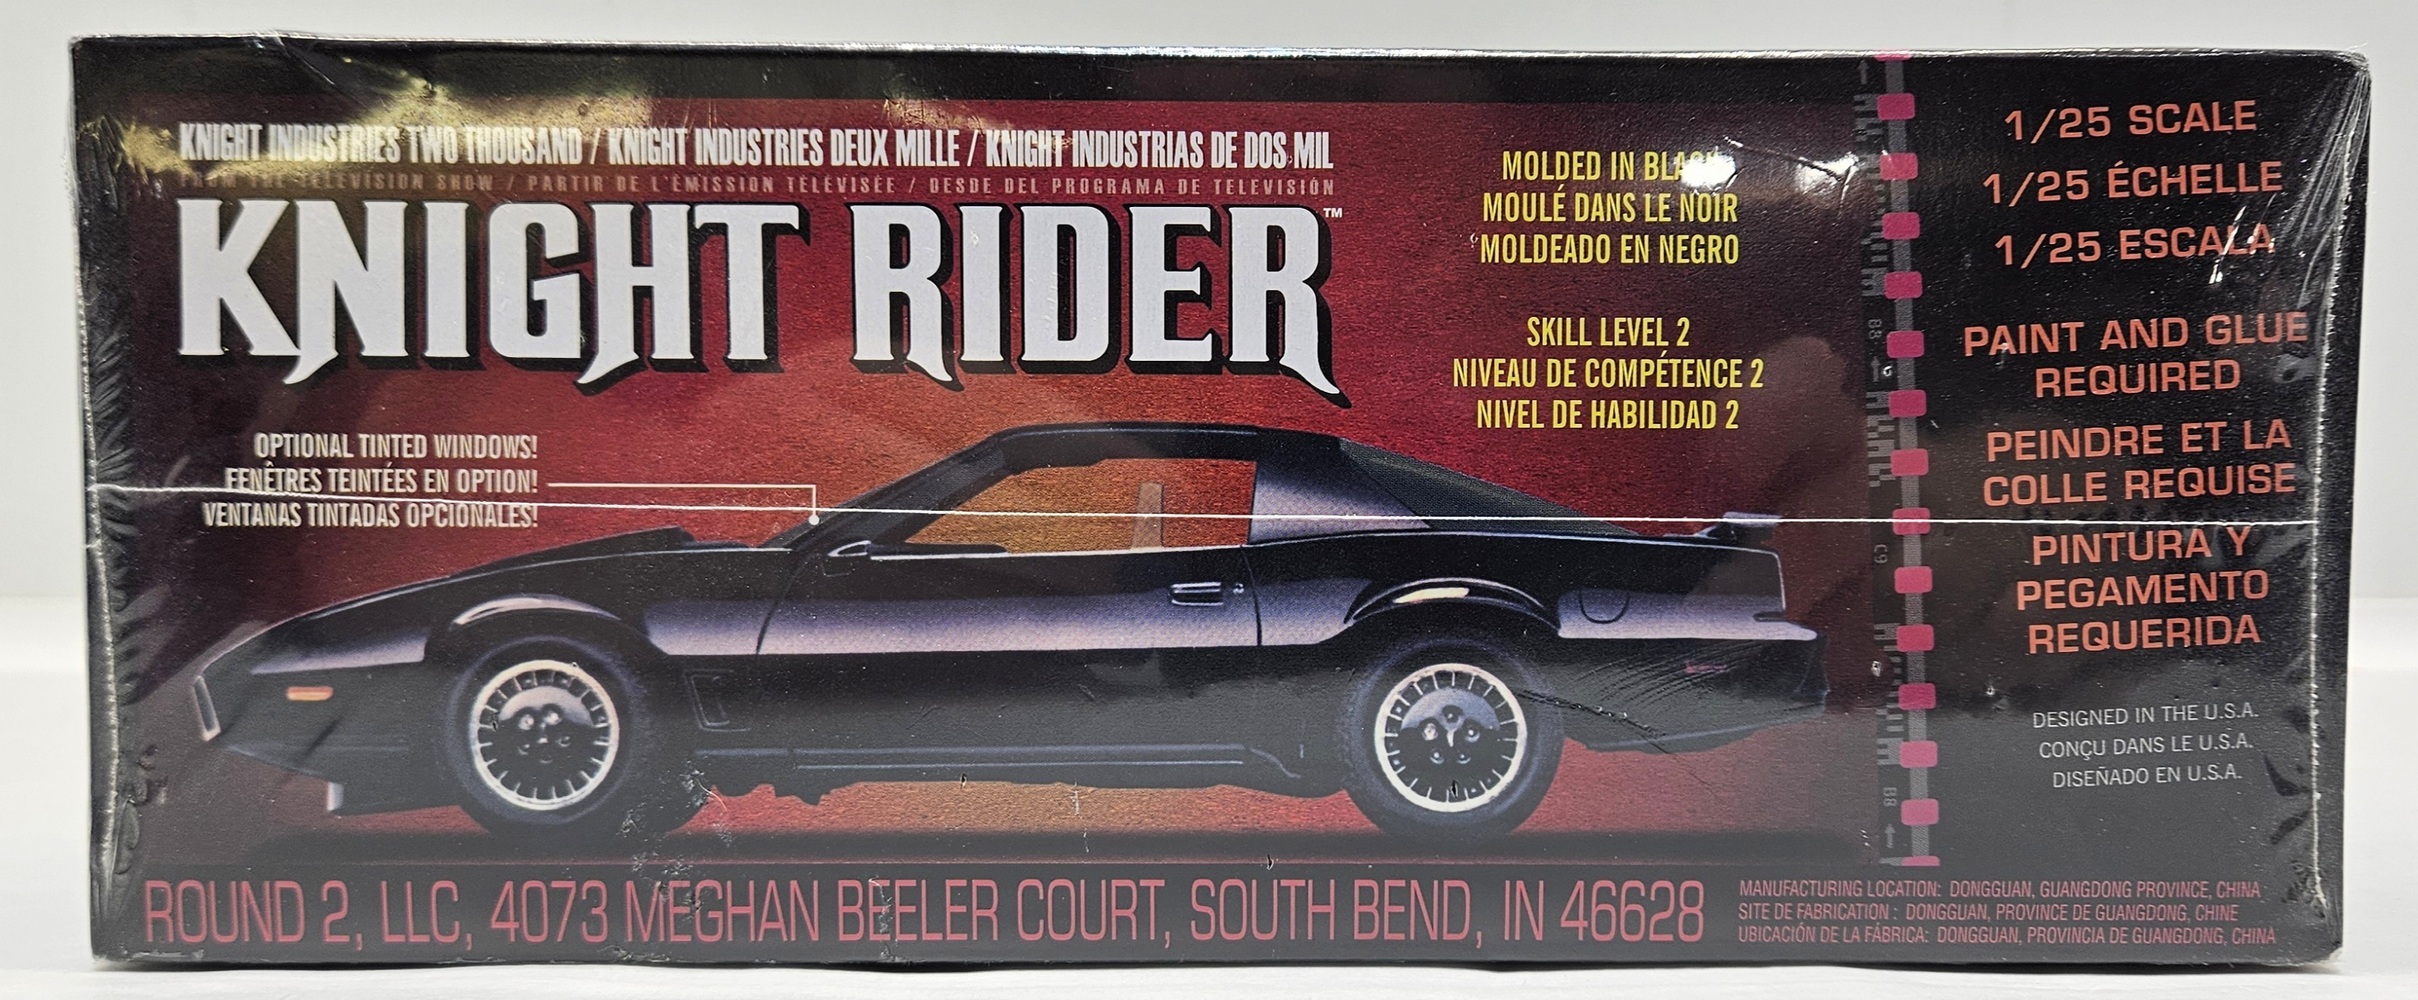 KNIGHT INDUSTRIES TWO THOUSAND / KNIGHT INDUSTRIES DEUX MILLE / KNIGHT INDUSTRIAS DE DOS MIL
FROM THE TELEVISION SHOW / PARTIR DE L'ÉMISSION TÉLÉVISÉE / DESDE DEL PROGRAMA DE TELEVISIÓN
KNIGHT RIDER™
OPTIONAL TINTED WINDOWS!
FENÊTRES TEINTÉES EN OPTION!
VENTANAS TINTADAS OPCIONALES!
MOLDED IN BLACK
MOULÉ DANS LE NOIR
MOLDEADO EN NEGRO
SKILL LEVEL 2
NIVEAU DE COMPÉTENCE 2
NIVEL DE HABILIDAD 2
1/25 SCALE
1/25 ÉCHELLE
1/25 ESCALA
PAINT AND GLUE
REQUIRED
PEINDRE ET LA
COLLE REQUISE
PINTURA Y
PEGAMENTO
REQUERIDA
DESIGNED IN THE U.S.A.
CONÇU DANS LE U.S.A.
DISEÑADO EN U.S.A.
ROUND 2, LLC, 4073 MEGHAN BEELER COURT, SOUTH BEND, IN 46628
MANUFACTURING LOCATION: DONGGUAN, GUANGDONG PROVINCE, CHINA
SITE DE FABRICATION : DONGGUAN, PROVINCE DE GUANGDONG, CHINE
UBICACIÓN DE LA FÁBRICA: DONGGUAN, PROVINCIA DE GUANGDONG, CHINA